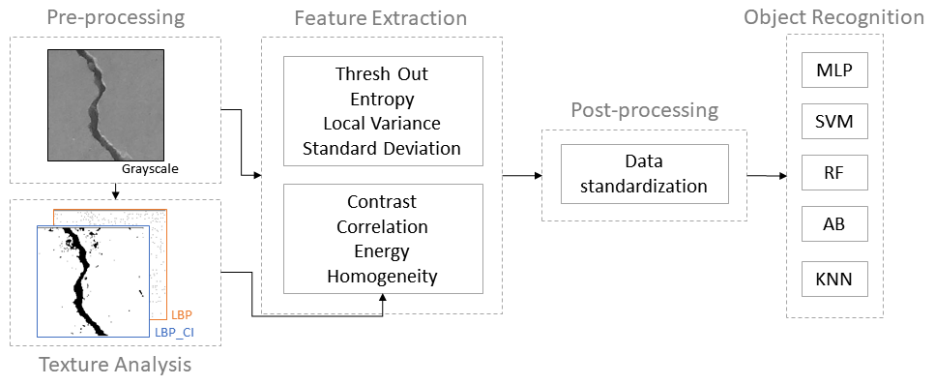 Pre-processing
Grayscale
LBP
LBP_CI
Texture Analysis
Feature Extraction
Thresh Out
Entropy
Local Variance
Standard Deviation
Contrast
Correlation
Energy
Homogeneity
Post-processing
Data
standardization
Object Recognition
MLP
SVM
RF
AB
KNN